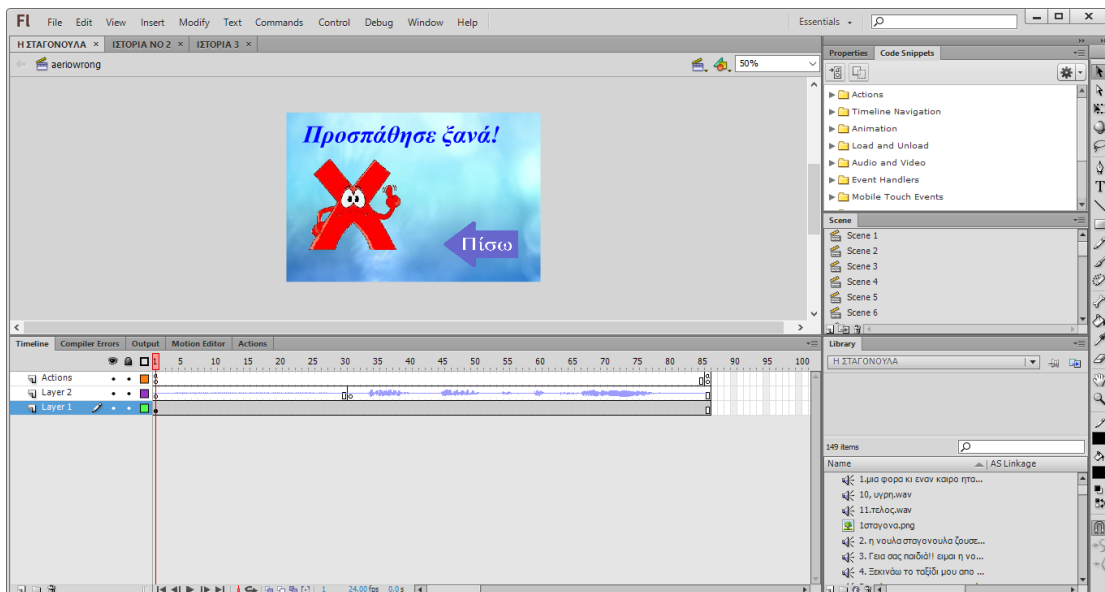 Fl File Edit View Insert Modify Text Commands Control Debug Window Help Essentials
Η ΣΤΑΓΟΝΟΥΛΑ × ΙΣΤΟΡΙΑ ΝΟ 2 × ΙΣΤΟΡΙΑ 3 ×
aeriowrong 50%
Προσπάθησε ξανά!
Πίσω
Properties Code Snippets
Actions
Timeline Navigation
Animation
Load and Unload
Audio and Video
Event Handlers
Mobile Touch Events
Scene
Scene 1
Scene 2
Scene 3
Scene 4
Scene 5
Scene 6
Timeline Compiler Errors Output Motion Editor Actions
1 5 10 15 20 25 30 35 40 45 50 55 60 65 70 75 80 85 90 95 100
Actions
Layer 2
Layer 1
1 24.00 fps 0.0 s
Library
Η ΣΤΑΓΟΝΟΥΛΑ
149 items
Name AS Linkage
1.μια φορα κι εναν καιρο ητα...
10, υγρη.wav
11.τελος.wav
1σταγονα.png
2. η νουλα σταγονουλα ζουσε...
3. Γεια σας παιδιά!! ειμαι η νο...
4. Ξεκινάω το ταξίδι μου απο ...